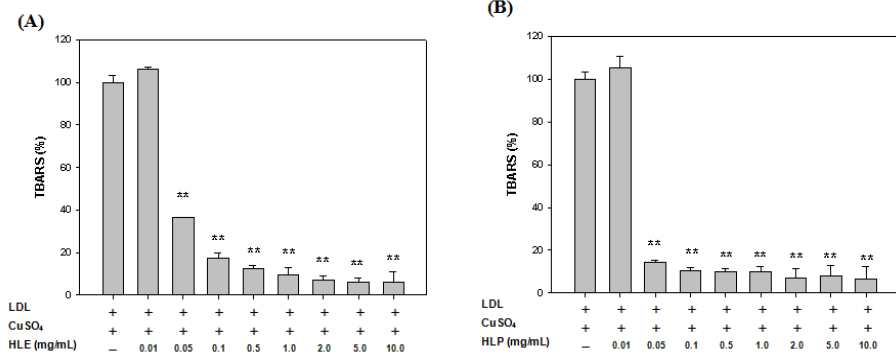 (A)
120
100
80
60
40
20
0
TBARS (%)
** ** ** ** ** ** **
LDL + + + + + + + + +
CuSO₄ + + + + + + + + +
HLE (mg/mL) – 0.01 0.05 0.1 0.5 1.0 2.0 5.0 10.0
(B)
120
100
80
60
40
20
0
TBARS (%)
** ** ** ** ** ** **
LDL + + + + + + + + +
CuSO₄ + + + + + + + + +
HLP (mg/mL) – 0.01 0.05 0.1 0.5 1.0 2.0 5.0 10.0